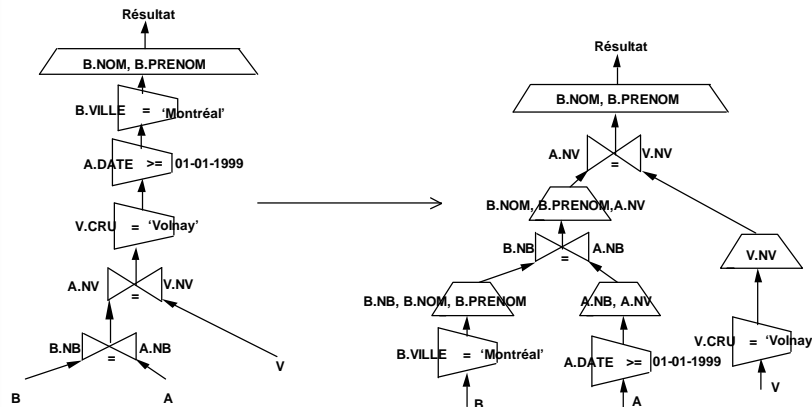 Résultat
B.NOM, B.PRENOM
B.VILLE = 'Montréal'
A.DATE >= 01-01-1999
V.CRU = 'Volnay'
A.NV = V.NV
B.NB = A.NB
V
B A
Résultat
B.NOM, B.PRENOM
A.NV = V.NV
B.NOM, B.PRENOM,A.NV
B.NB = A.NB
V.NV
B.NB, B.NOM, B.PRENOM
A.NB, A.NV
B.VILLE = 'Montréal'
A.DATE >= 01-01-1999
V.CRU = 'Volnay'
B A V